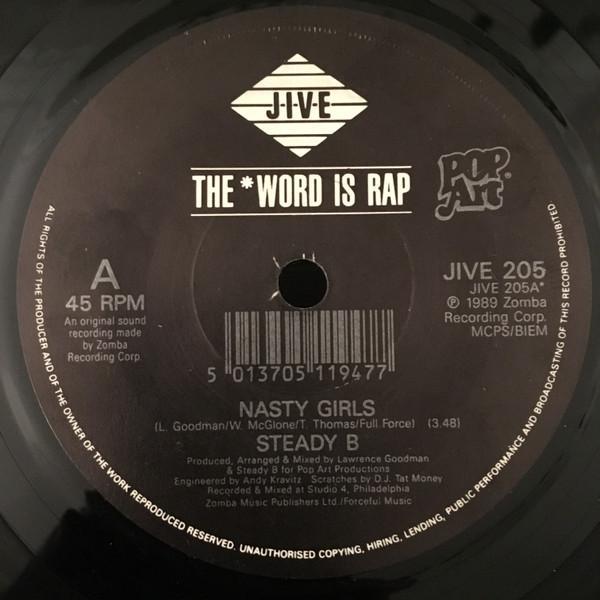 J·I·V·E
THE *WORD iS RAP
POP
Art®
A
45 RPM
An original sound
recording made
by Zomba
Recording Corp.
JIVE 205
JIVE 205A*
℗ 1989 Zomba
Recording Corp.
MCPS/BIEM
5 013705 119477
NASTY GIRLS
(L. Goodman/W. McGlone/T. Thomas/Full Force) (3.48)
STEADY B
Produced, Arranged & Mixed by Lawrence Goodman
& Steady B for Pop Art Productions
Engineered by Andy Kravitz Scratches by D.J. Tat Money
Recorded & Mixed at Studio 4, Philadelphia
Zomba Music Publishers Ltd./Forceful Music
ALL RIGHTS OF THE PRODUCER AND OF THE OWNER OF THE WORK REPRODUCED RESERVED. UNAUTHORISED COPYING, HIRING, LENDING, PUBLIC PERFORMANCE AND BROADCASTING OF THIS RECORD PROHIBITED